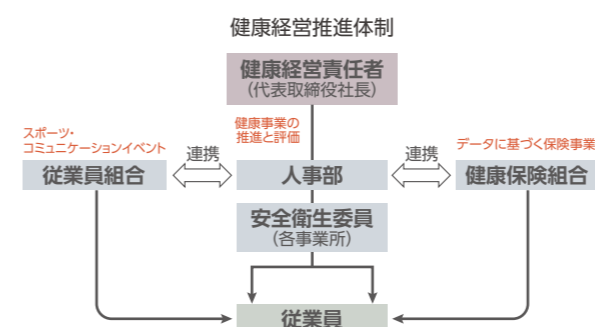 健康経営推進体制
健康経営責任者
（代表取締役社長）
健康事業の
推進と評価
スポーツ・
コミュニケーションイベント
データに基づく保険事業
連携
連携
従業員組合
人事部
健康保険組合
安全衛生委員
（各事業所）
従業員